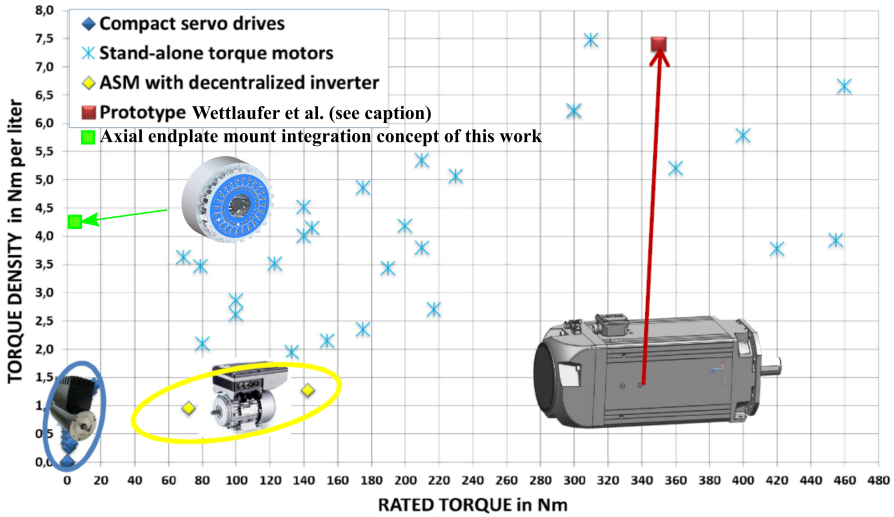 8,0
7,5
7,0
6,5
6,0
5,5
5,0
4,5
4,0
3,5
3,0
2,5
2,0
1,5
1,0
0,5
0,0
TORQUE DENSITY in Nm per liter
Compact servo drives
Stand-alone torque motors
ASM with decentralized inverter
Prototype Wettlaufer et al. (see caption)
Axial endplate mount integration concept of this work
0 20 40 60 80 100 120 140 160 180 200 220 240 260 280 300 320 340 360 380 400 420 440 460 480
RATED TORQUE in Nm